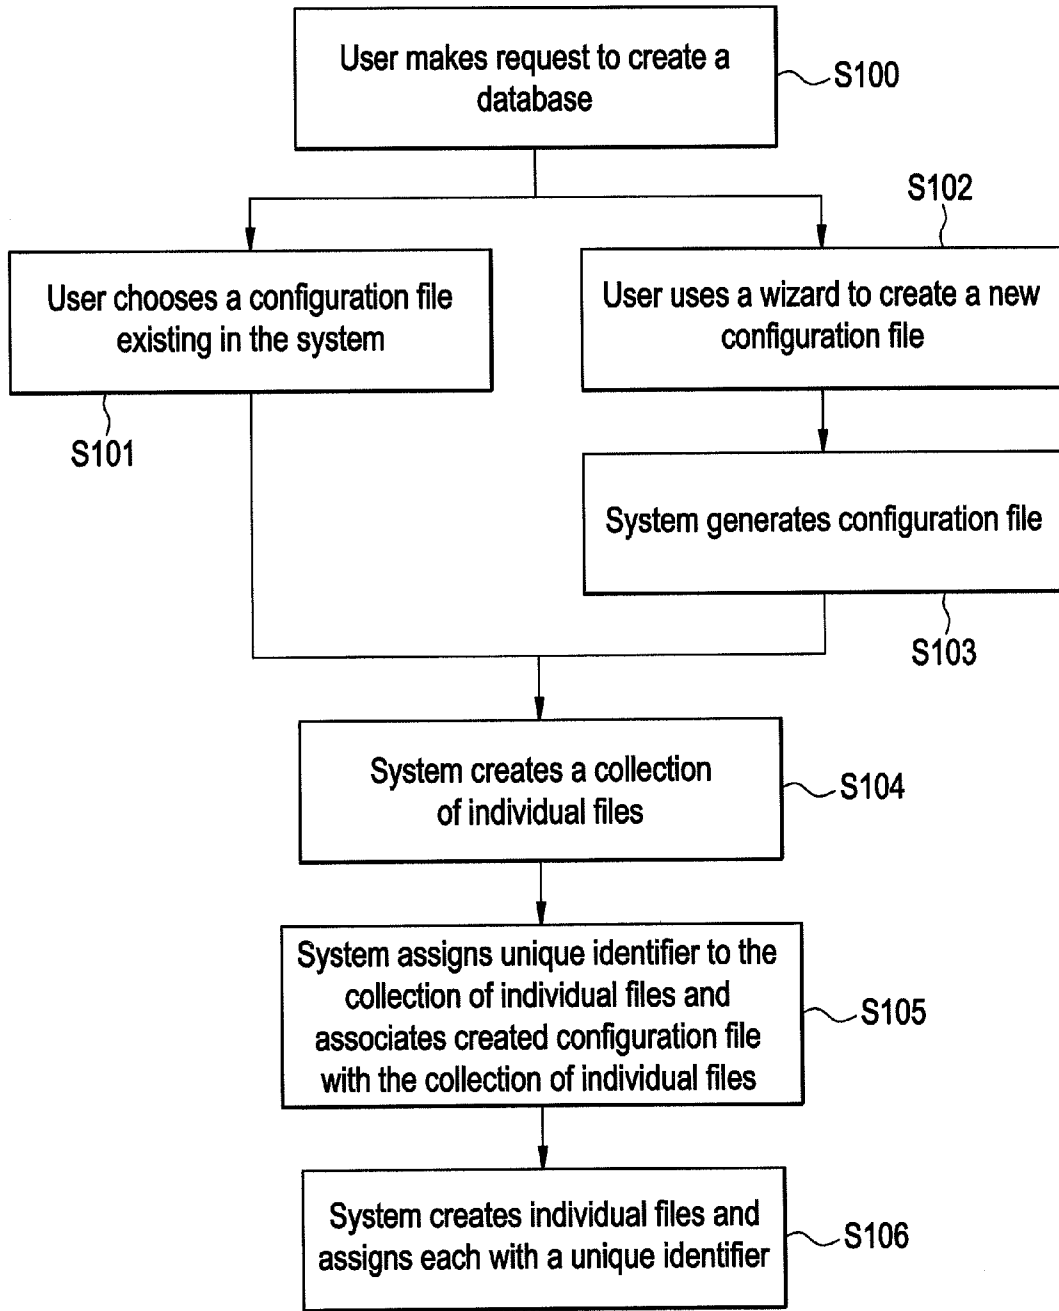 User makes request to create a
database
S100
S102
User chooses a configuration file
existing in the system
User uses a wizard to create a new
configuration file
S101
System generates configuration file
S103
System creates a collection
of individual files
S104
System assigns unique identifier to the
collection of individual files and
associates created configuration file
with the collection of individual files
S105
System creates individual files and
assigns each with a unique identifier
S106